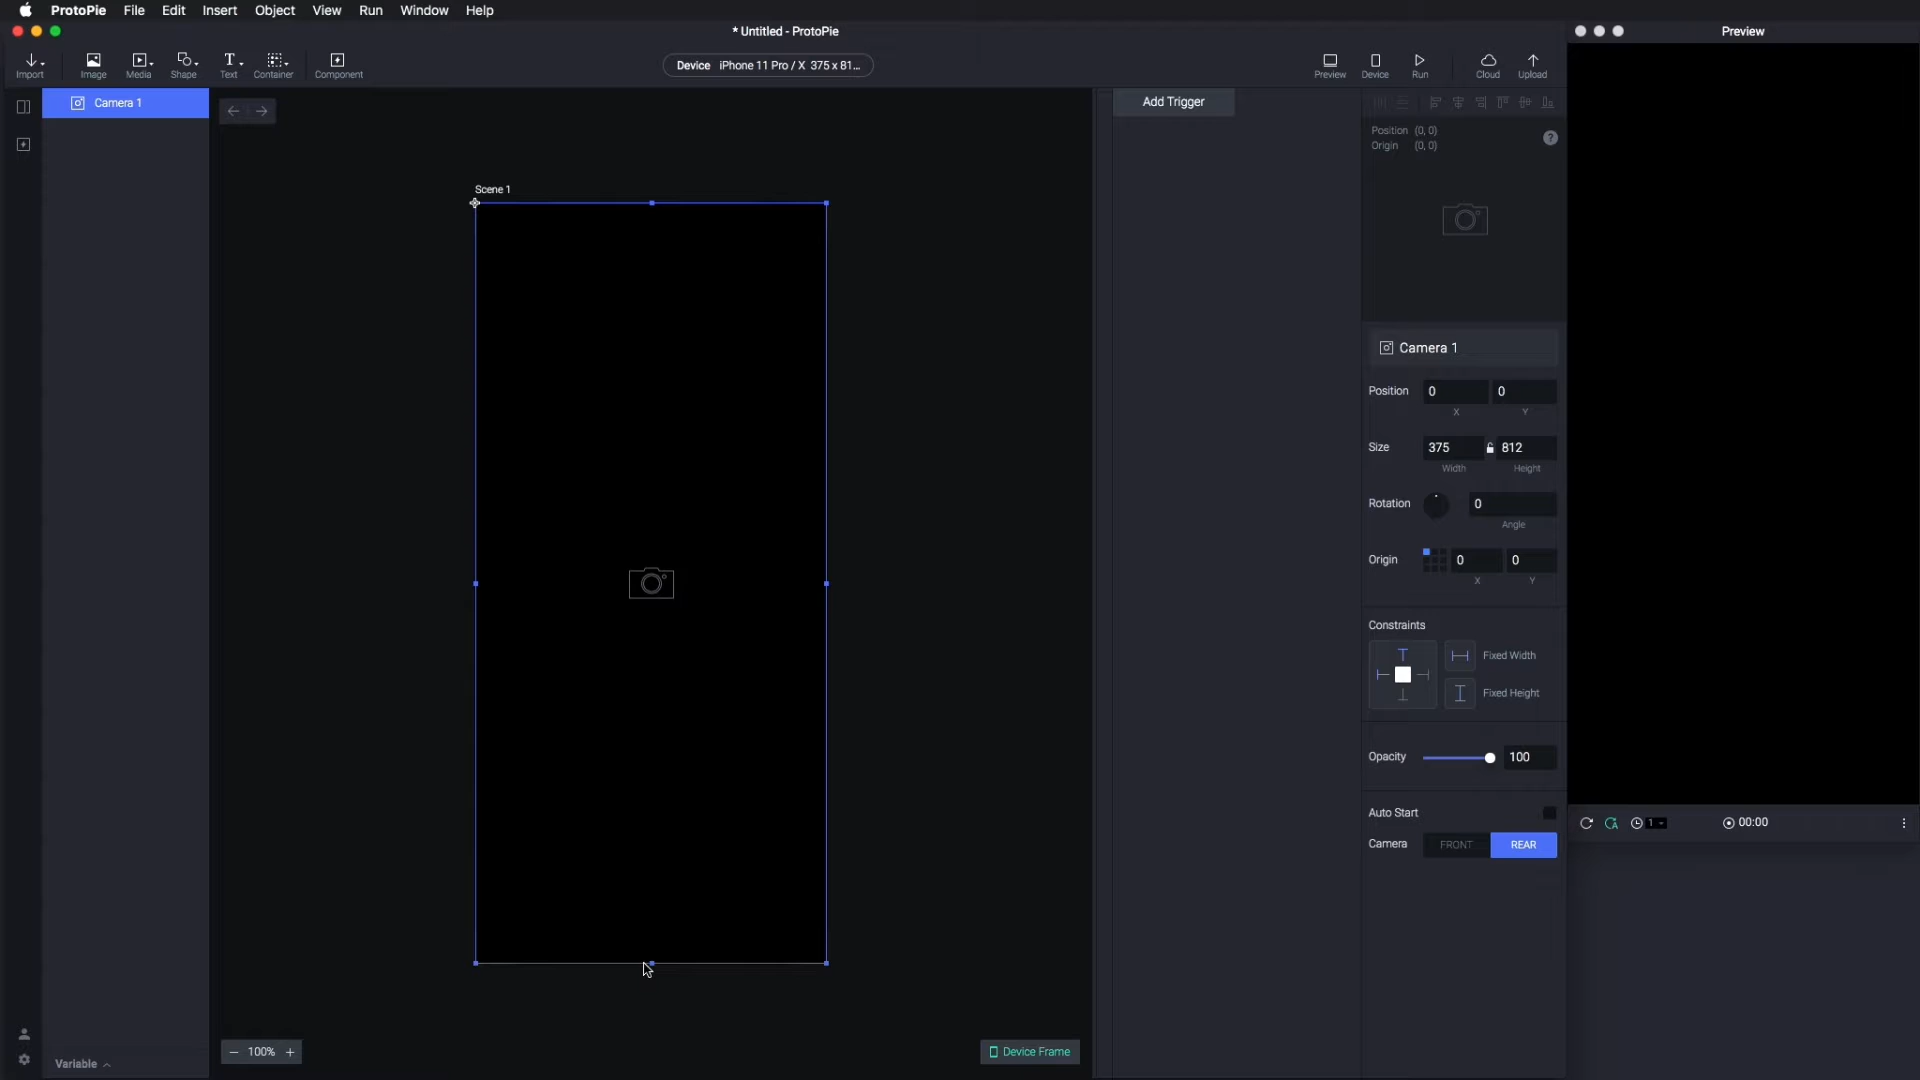 ProtoPie File Edit Insert Object View Run Window Help
* Untitled - ProtoPie
Preview
Import Image Media Shape Text Container Component
Device iPhone 11 Pro / X 375 x 81...
Preview Device Run Cloud Upload
Camera 1
Add Trigger
Position (0, 0)
Origin (0, 0)
?
Scene 1
Camera 1
Position 0 0
X Y
Size 375 812
Width Height
Rotation 0
Angle
Origin 0 0
X Y
Constraints
Fixed Width
Fixed Height
Opacity 100
Auto Start
Camera FRONT REAR
1 00:00
Variable
100%
Device Frame